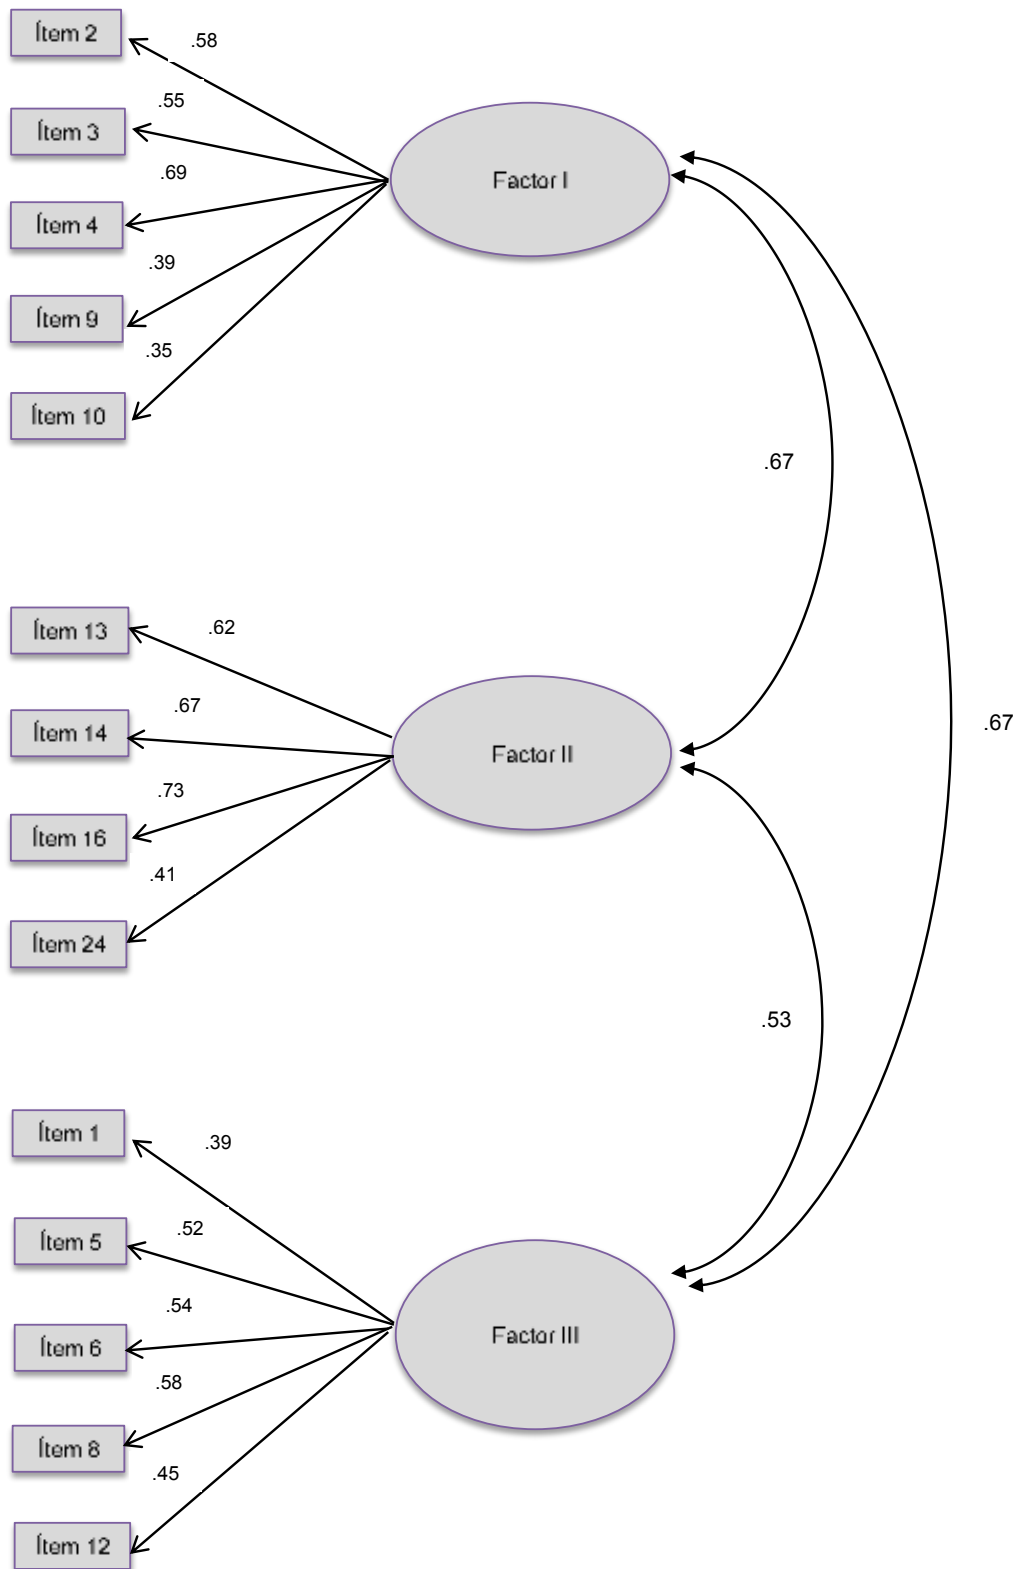 Ítem 2
.58
Ítem 3
.55
Ítem 4
.69
Ítem 9
.39
Ítem 10
.35
Factor I
.67
Ítem 13
.62
Ítem 14
.67
Ítem 16
.73
Ítem 24
.41
Factor II
.67
.53
Ítem 1
.39
Ítem 5
.52
Ítem 6
.54
Ítem 8
.58
Ítem 12
.45
Factor III